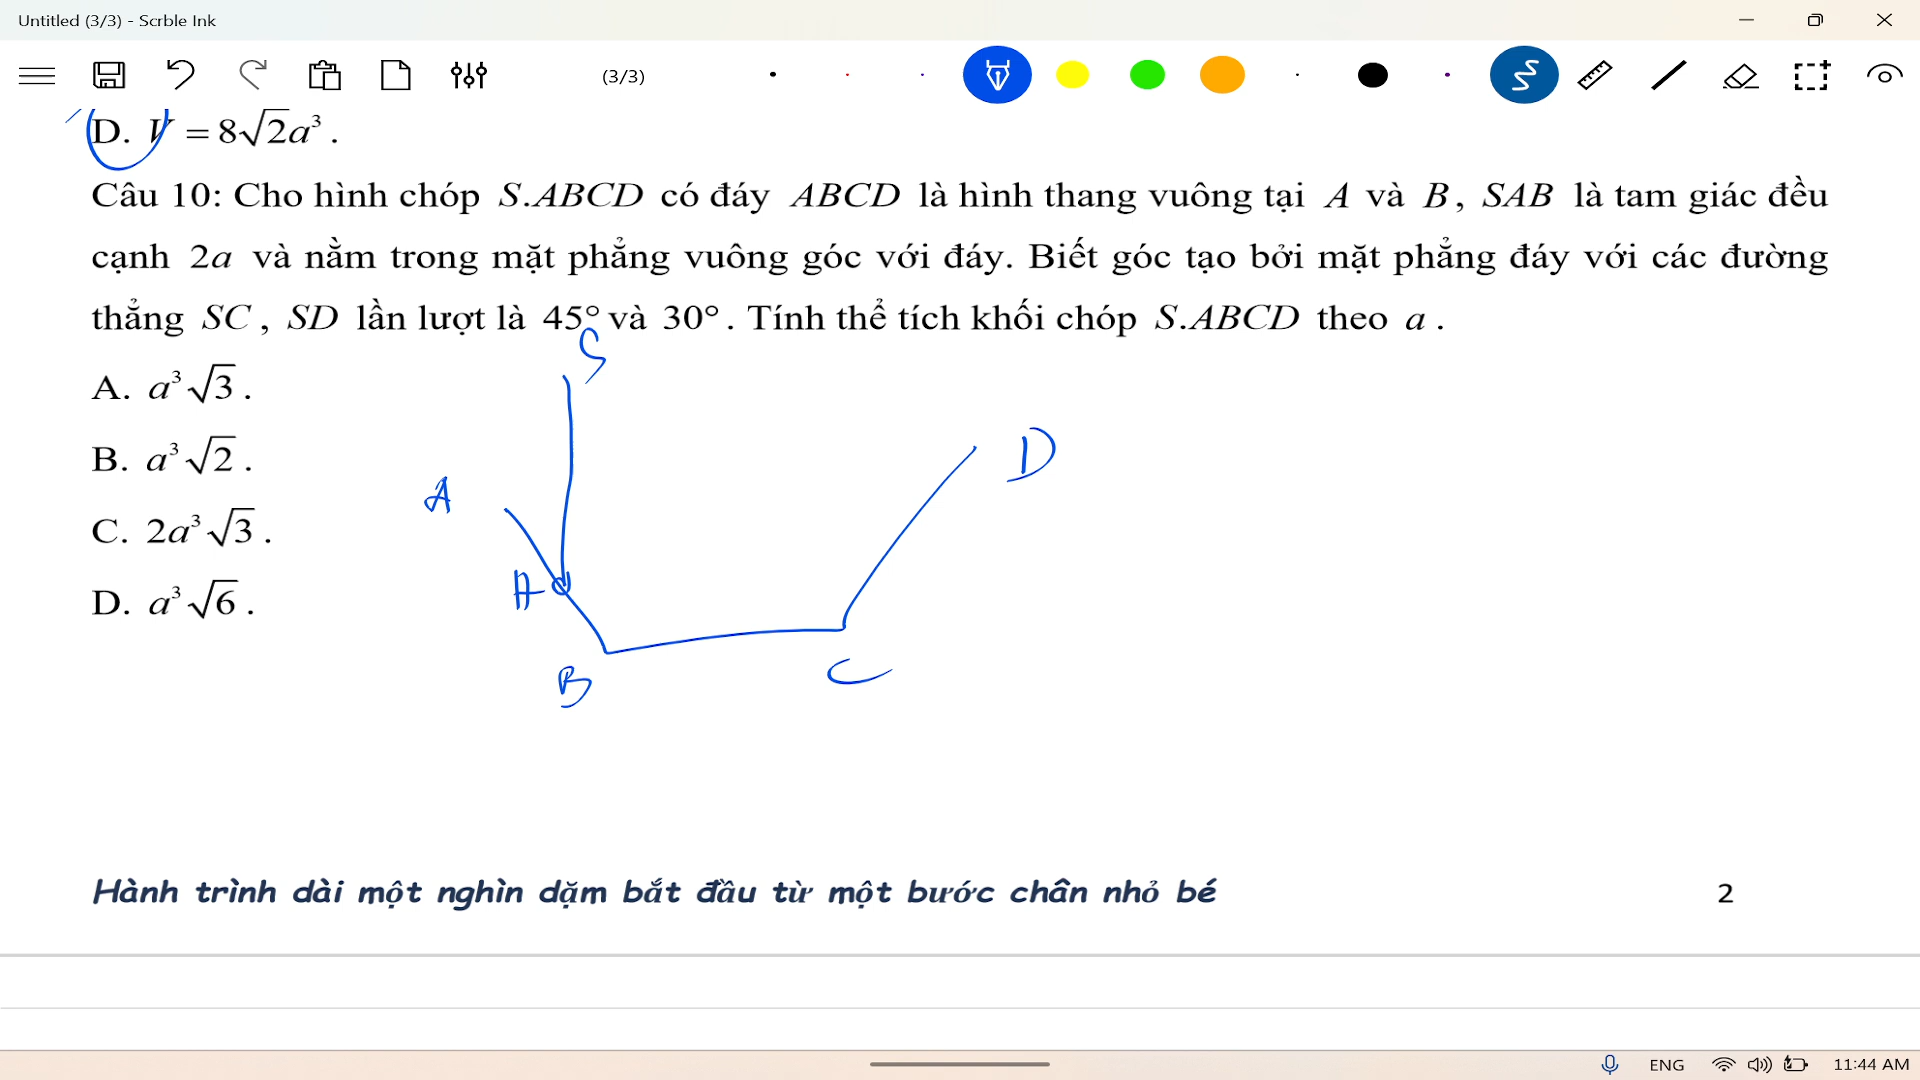 Untitled (3/3) - Scrble Ink
(3/3)
D. V = 8√2a³ .
Câu 10: Cho hình chóp S.ABCD có đáy ABCD là hình thang vuông tại A và B, SAB là tam giác đều
cạnh 2a và nằm trong mặt phẳng vuông góc với đáy. Biết góc tạo bởi mặt phẳng đáy với các đường
thẳng SC, SD lần lượt là 45° và 30°. Tính thể tích khối chóp S.ABCD theo a.
S
A. a³√3.
D
B. a³√2.
A
C. 2a³√3.
H
D. a³√6.
B
C
Hành trình dài một nghìn dặm bắt đầu từ một bước chân nhỏ bé
2
ENG
11:44 AM